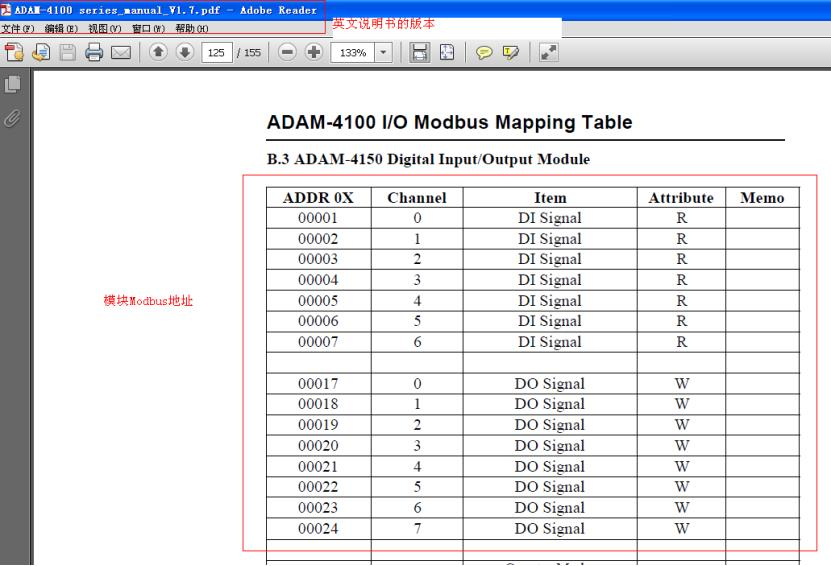 ADAM-4100 series_manual_V1.7.pdf - Adobe Reader
英文说明书的版本
文件(F) 编辑(E) 视图(V) 窗口(W) 帮助(H)
125 / 155 133%
ADAM-4100 I/O Modbus Mapping Table
B.3 ADAM-4150 Digital Input/Output Module
ADDR 0X Channel Item Attribute Memo
00001 0 DI Signal R
00002 1 DI Signal R
00003 2 DI Signal R
00004 3 DI Signal R
模块Modbus地址
00005 4 DI Signal R
00006 5 DI Signal R
00007 6 DI Signal R
00017 0 DO Signal W
00018 1 DO Signal W
00019 2 DO Signal W
00020 3 DO Signal W
00021 4 DO Signal W
00022 5 DO Signal W
00023 6 DO Signal W
00024 7 DO Signal W